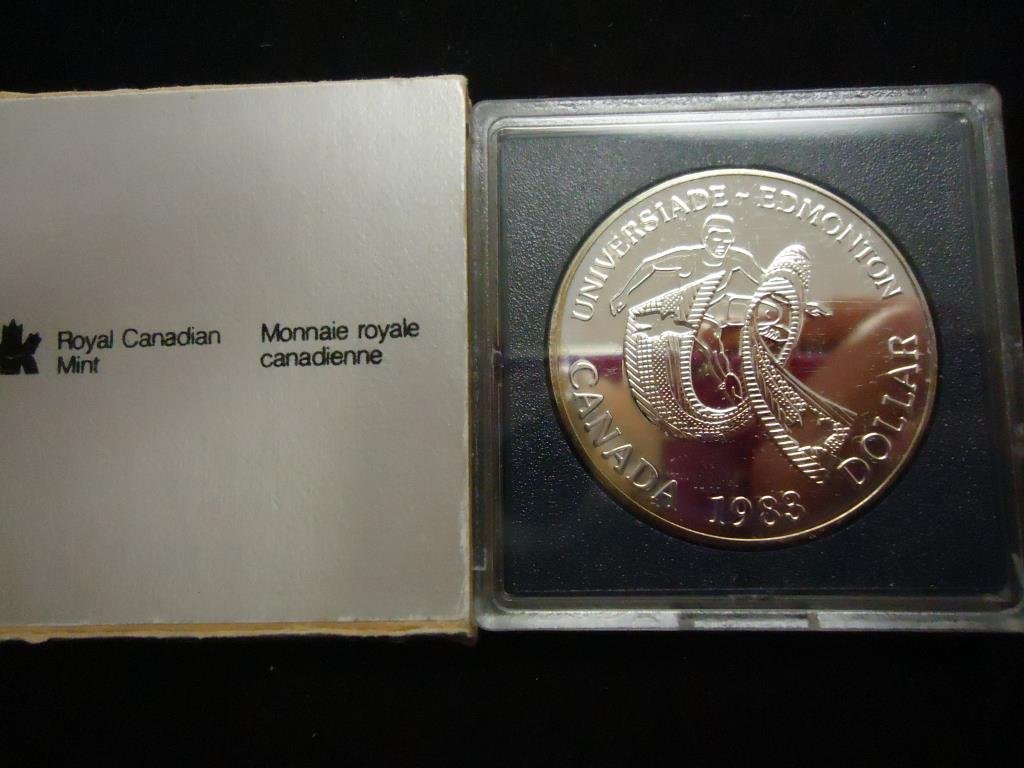 Royal Canadian
Mint
Monnaie royale
canadienne
UNIVERSIADE ~ EDMONTON
CANADA 1983 DOLLAR